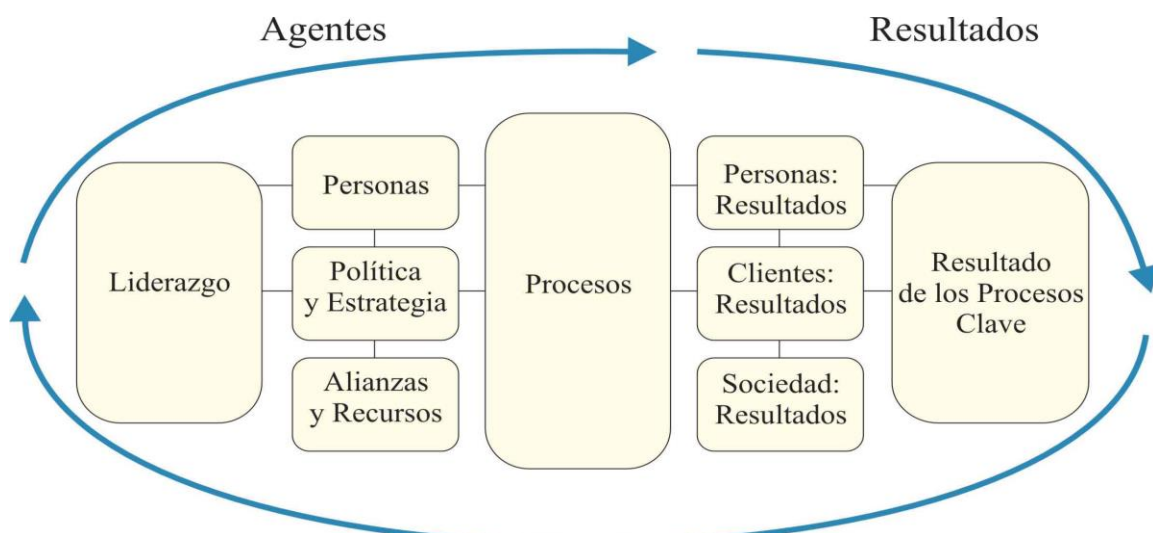 Agentes
Resultados
Liderazgo
Personas
Política
y Estrategia
Alianzas
y Recursos
Procesos
Personas:
Resultados
Clientes:
Resultados
Sociedad:
Resultados
Resultado
de los Procesos
Clave